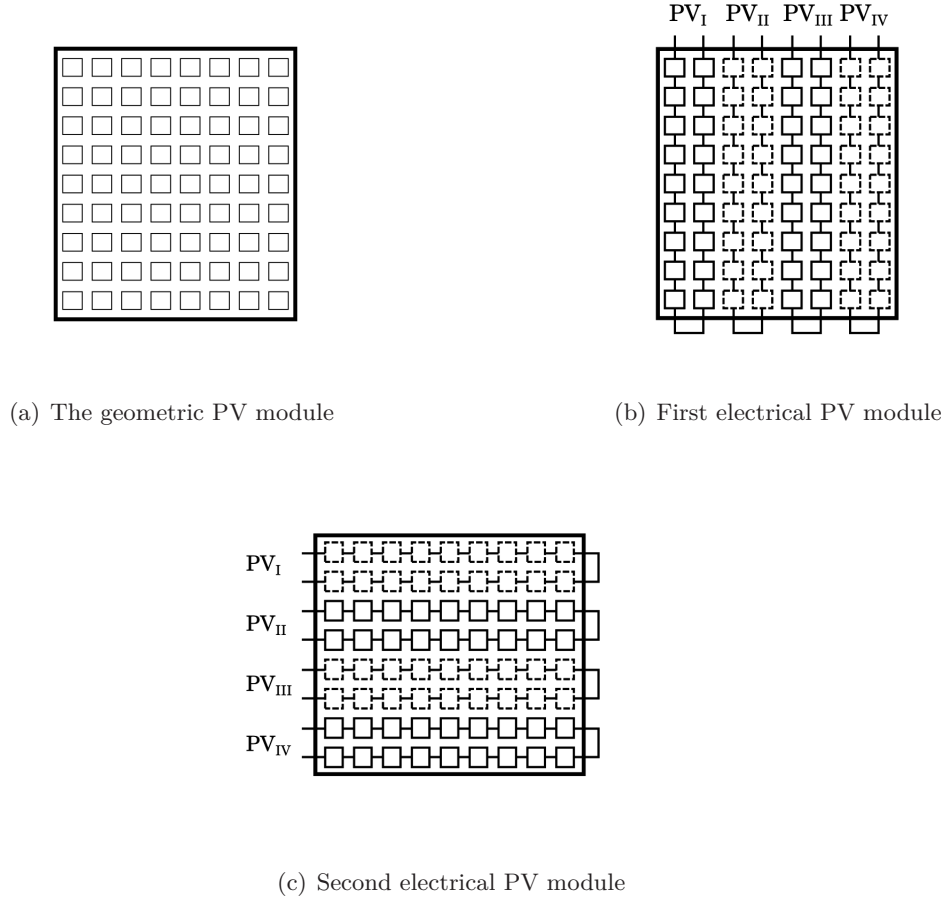 PV_I PV_II PV_III PV_IV
(a) The geometric PV module
(b) First electrical PV module
PV_I
PV_II
PV_III
PV_IV
(c) Second electrical PV module